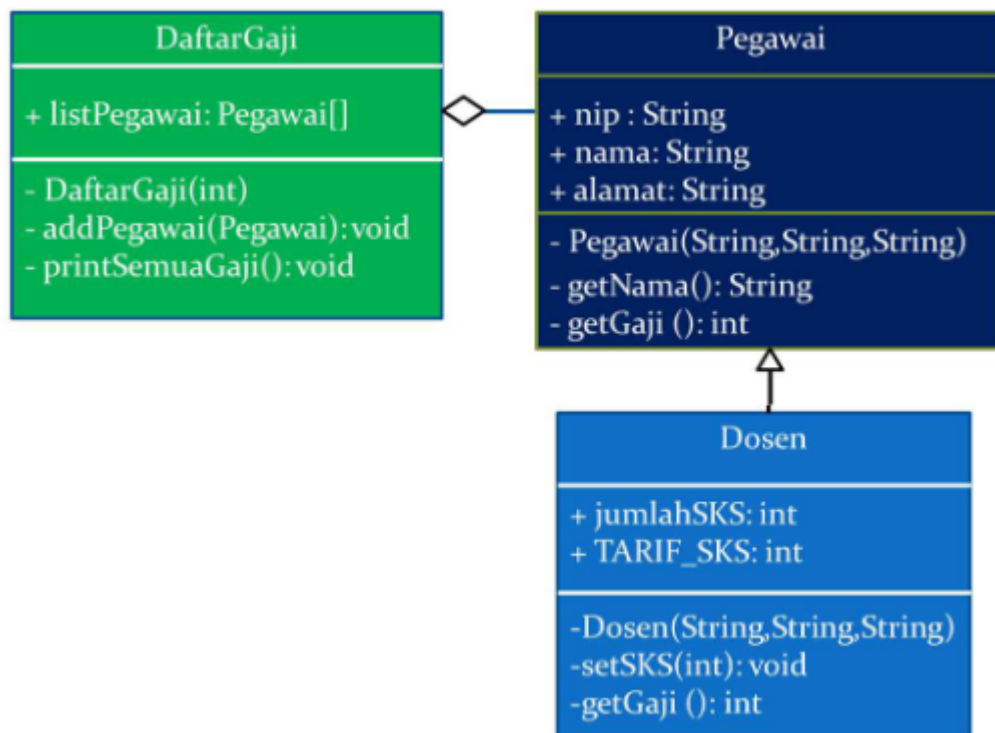 DaftarGaji
+ listPegawai: Pegawai[]
- DaftarGaji(int)
- addPegawai(Pegawai): void
- printSemuaGaji(): void
Pegawai
+ nip : String
+ nama: String
+ alamat: String
- Pegawai(String,String,String)
- getNama(): String
- getGaji (): int
Dosen
+ jumlahSKS: int
+ TARIF_SKS: int
-Dosen(String,String,String)
-setSKS(int): void
-getGaji (): int